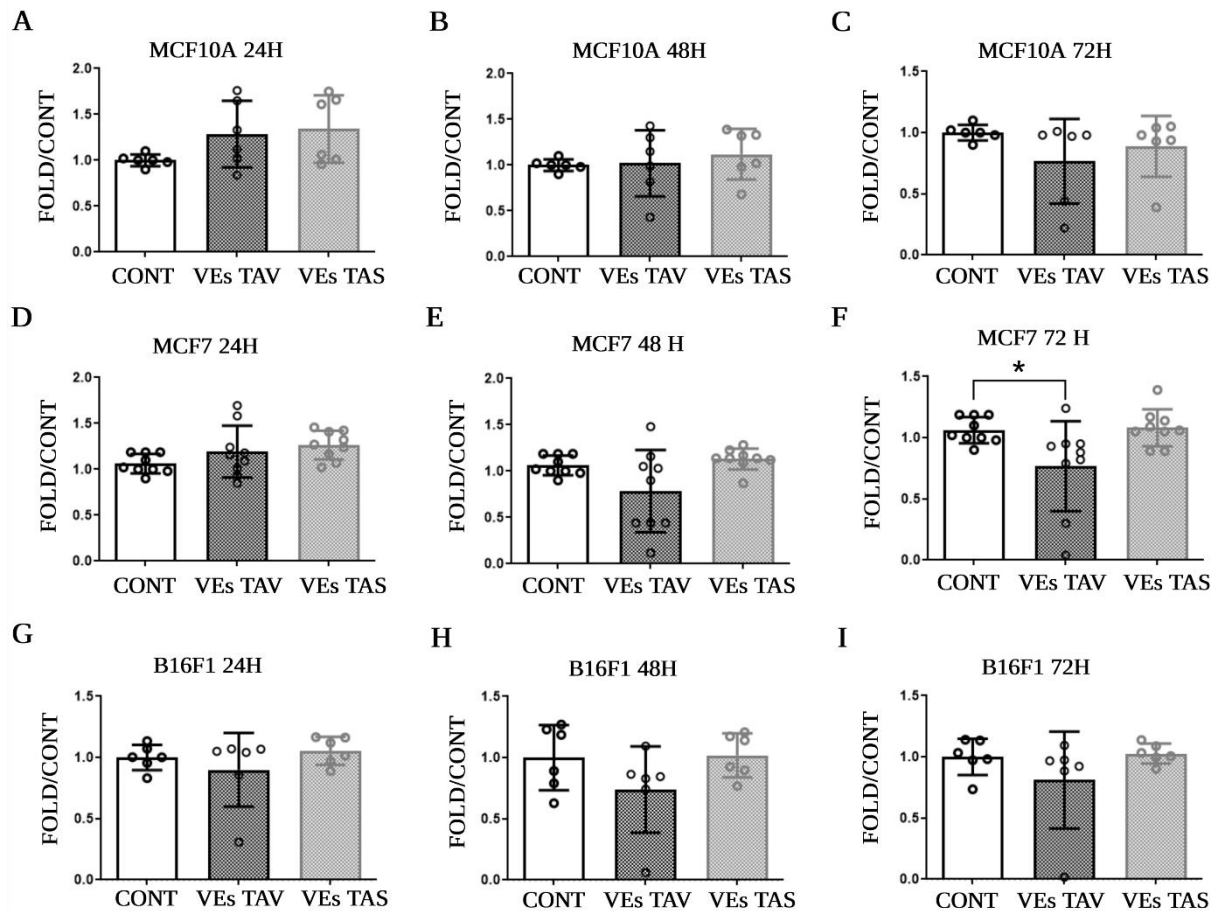 A
MCF10A 24H
FOLD/CONT
2.0
1.5
1.0
0.5
0.0
CONT VEs TAV VEs TAS
B
MCF10A 48H
FOLD/CONT
2.0
1.5
1.0
0.5
0.0
CONT VEs TAV VEs TAS
C
MCF10A 72H
FOLD/CONT
1.5
1.0
0.5
0.0
CONT VEs TAV VEs TAS
D
MCF7 24H
FOLD/CONT
2.0
1.5
1.0
0.5
0.0
CONT VEs TAV VEs TAS
E
MCF7 48 H
FOLD/CONT
2.0
1.5
1.0
0.5
0.0
CONT VEs TAV VEs TAS
F
MCF7 72 H
FOLD/CONT
1.5
1.0
0.5
0.0
*
CONT VEs TAV VEs TAS
G
B16F1 24H
FOLD/CONT
1.5
1.0
0.5
0.0
CONT VEs TAV VEs TAS
H
B16F1 48H
FOLD/CONT
1.5
1.0
0.5
0.0
CONT VEs TAV VEs TAS
I
B16F1 72H
FOLD/CONT
1.5
1.0
0.5
0.0
CONT VEs TAV VEs TAS